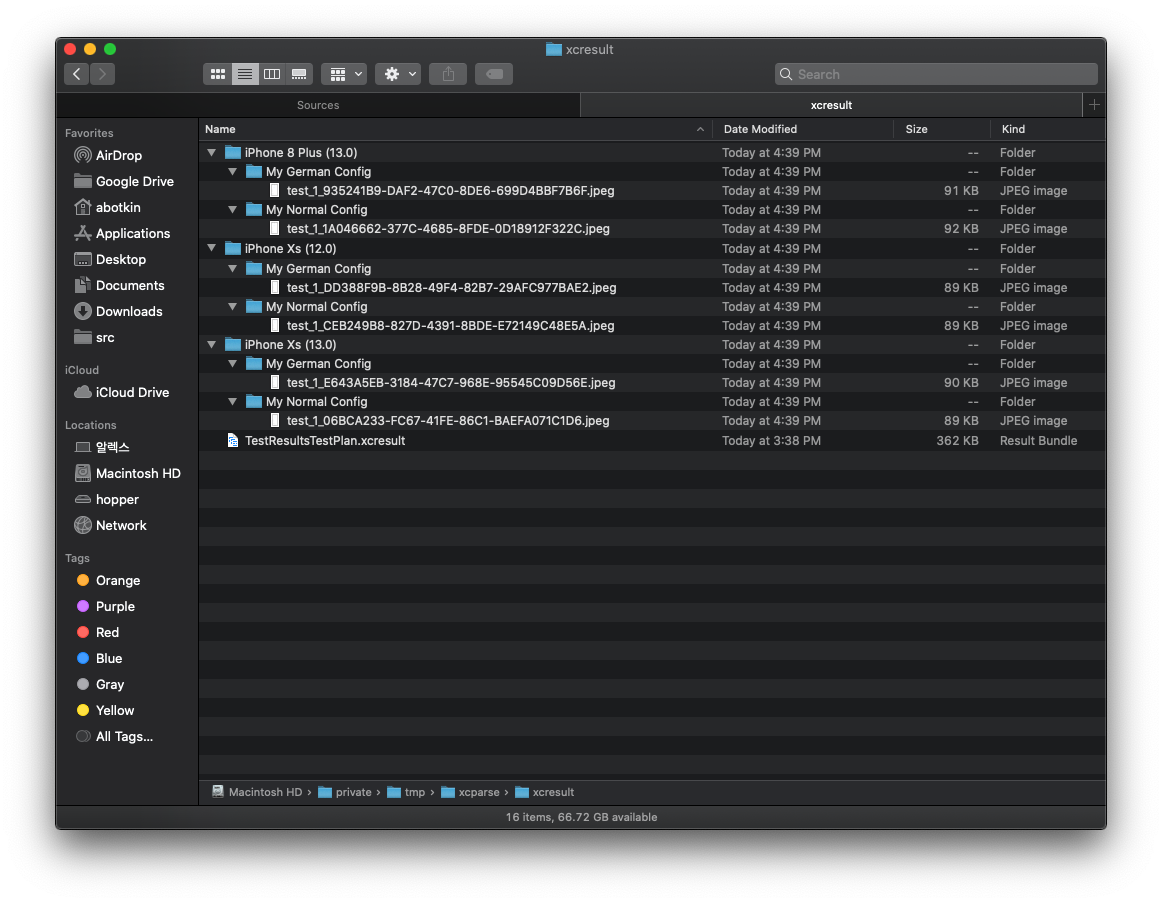 xcresult
Search
Sources
xcresult
Favorites
AirDrop
Google Drive
abotkin
Applications
Desktop
Documents
Downloads
src
iCloud
iCloud Drive
Locations
알렉스
Macintosh HD
hopper
Network
Tags
Orange
Purple
Red
Blue
Gray
Yellow
All Tags...
Name Date Modified Size Kind
iPhone 8 Plus (13.0) Today at 4:39 PM -- Folder
My German Config Today at 4:39 PM -- Folder
test_1_935241B9-DAF2-47C0-8DE6-699D4BBF7B6F.jpeg Today at 4:39 PM 91 KB JPEG image
My Normal Config Today at 4:39 PM -- Folder
test_1_1A046662-377C-4685-8FDE-0D18912F322C.jpeg Today at 4:39 PM 92 KB JPEG image
iPhone Xs (12.0) Today at 4:39 PM -- Folder
My German Config Today at 4:39 PM -- Folder
test_1_DD388F9B-8B28-49F4-82B7-29AFC977BAE2.jpeg Today at 4:39 PM 89 KB JPEG image
My Normal Config Today at 4:39 PM -- Folder
test_1_CEB249B8-827D-4391-8BDE-E72149C48E5A.jpeg Today at 4:39 PM 89 KB JPEG image
iPhone Xs (13.0) Today at 4:39 PM -- Folder
My German Config Today at 4:39 PM -- Folder
test_1_E643A5EB-3184-47C7-968E-95545C09D56E.jpeg Today at 4:39 PM 90 KB JPEG image
My Normal Config Today at 4:39 PM -- Folder
test_1_06BCA233-FC67-41FE-86C1-BAEFA071C1D6.jpeg Today at 4:39 PM 89 KB JPEG image
TestResultsTestPlan.xcresult Today at 3:38 PM 362 KB Result Bundle
Macintosh HD › private › tmp › xcparse › xcresult
16 items, 66.72 GB available